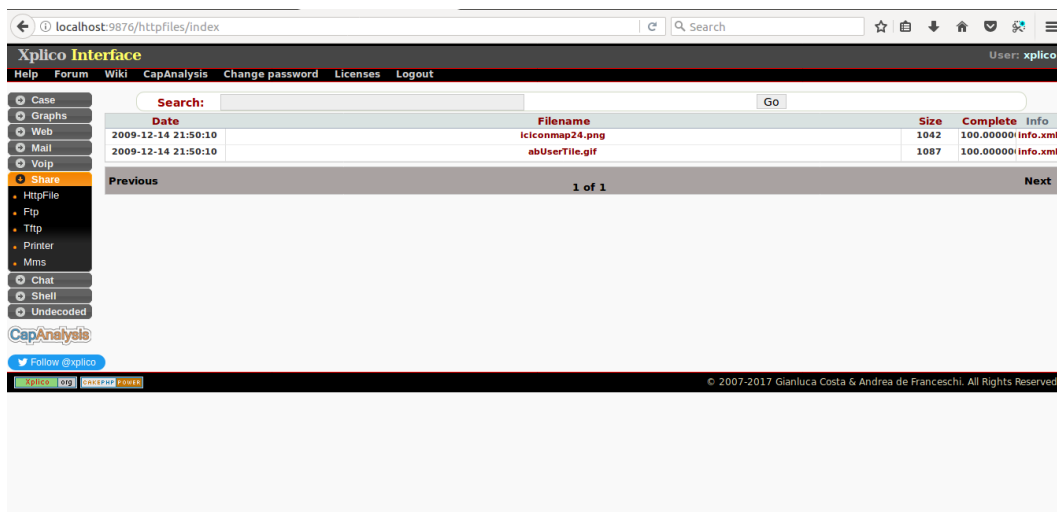 localhost:9876/httpfiles/index
Search
Xplico Interface
User: xplico
Help Forum Wiki CapAnalysis Change password Licenses Logout
Case
Graphs
Web
Mail
Voip
Share
HttpFile
Ftp
Tftp
Printer
Mms
Chat
Shell
Undecoded
CapAnalysis
Follow @xplico
Search:
Go
Date Filename Size Complete Info
2009-12-14 21:50:10 iciconmap24.png 1042 100.00000 info.xml
2009-12-14 21:50:10 abUserTile.gif 1087 100.00000 info.xml
Previous 1 of 1 Next
Xplico org CAKEPHP POWER
© 2007-2017 Gianluca Costa & Andrea de Franceschi. All Rights Reserved